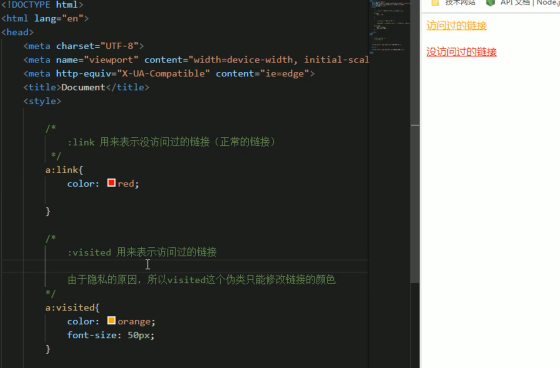 <!DOCTYPE html>
<html lang="en">
<head>
<meta charset="UTF-8">
<meta name="viewport" content="width=device-width, initial-scal
<meta http-equiv="X-UA-Compatible" content="ie=edge">
<title>Document</title>
<style>
/*
:link 用来表示没访问过的链接（正常的链接）
*/
a:link{
color: red;
}
/*
:visited 用来表示访问过的链接
由于隐私的原因，所以visited这个伪类只能修改链接的颜色
*/
a:visited{
color: orange;
font-size: 50px;
}
技术网站 API 文档 | Node.j
访问过的链接
没访问过的链接